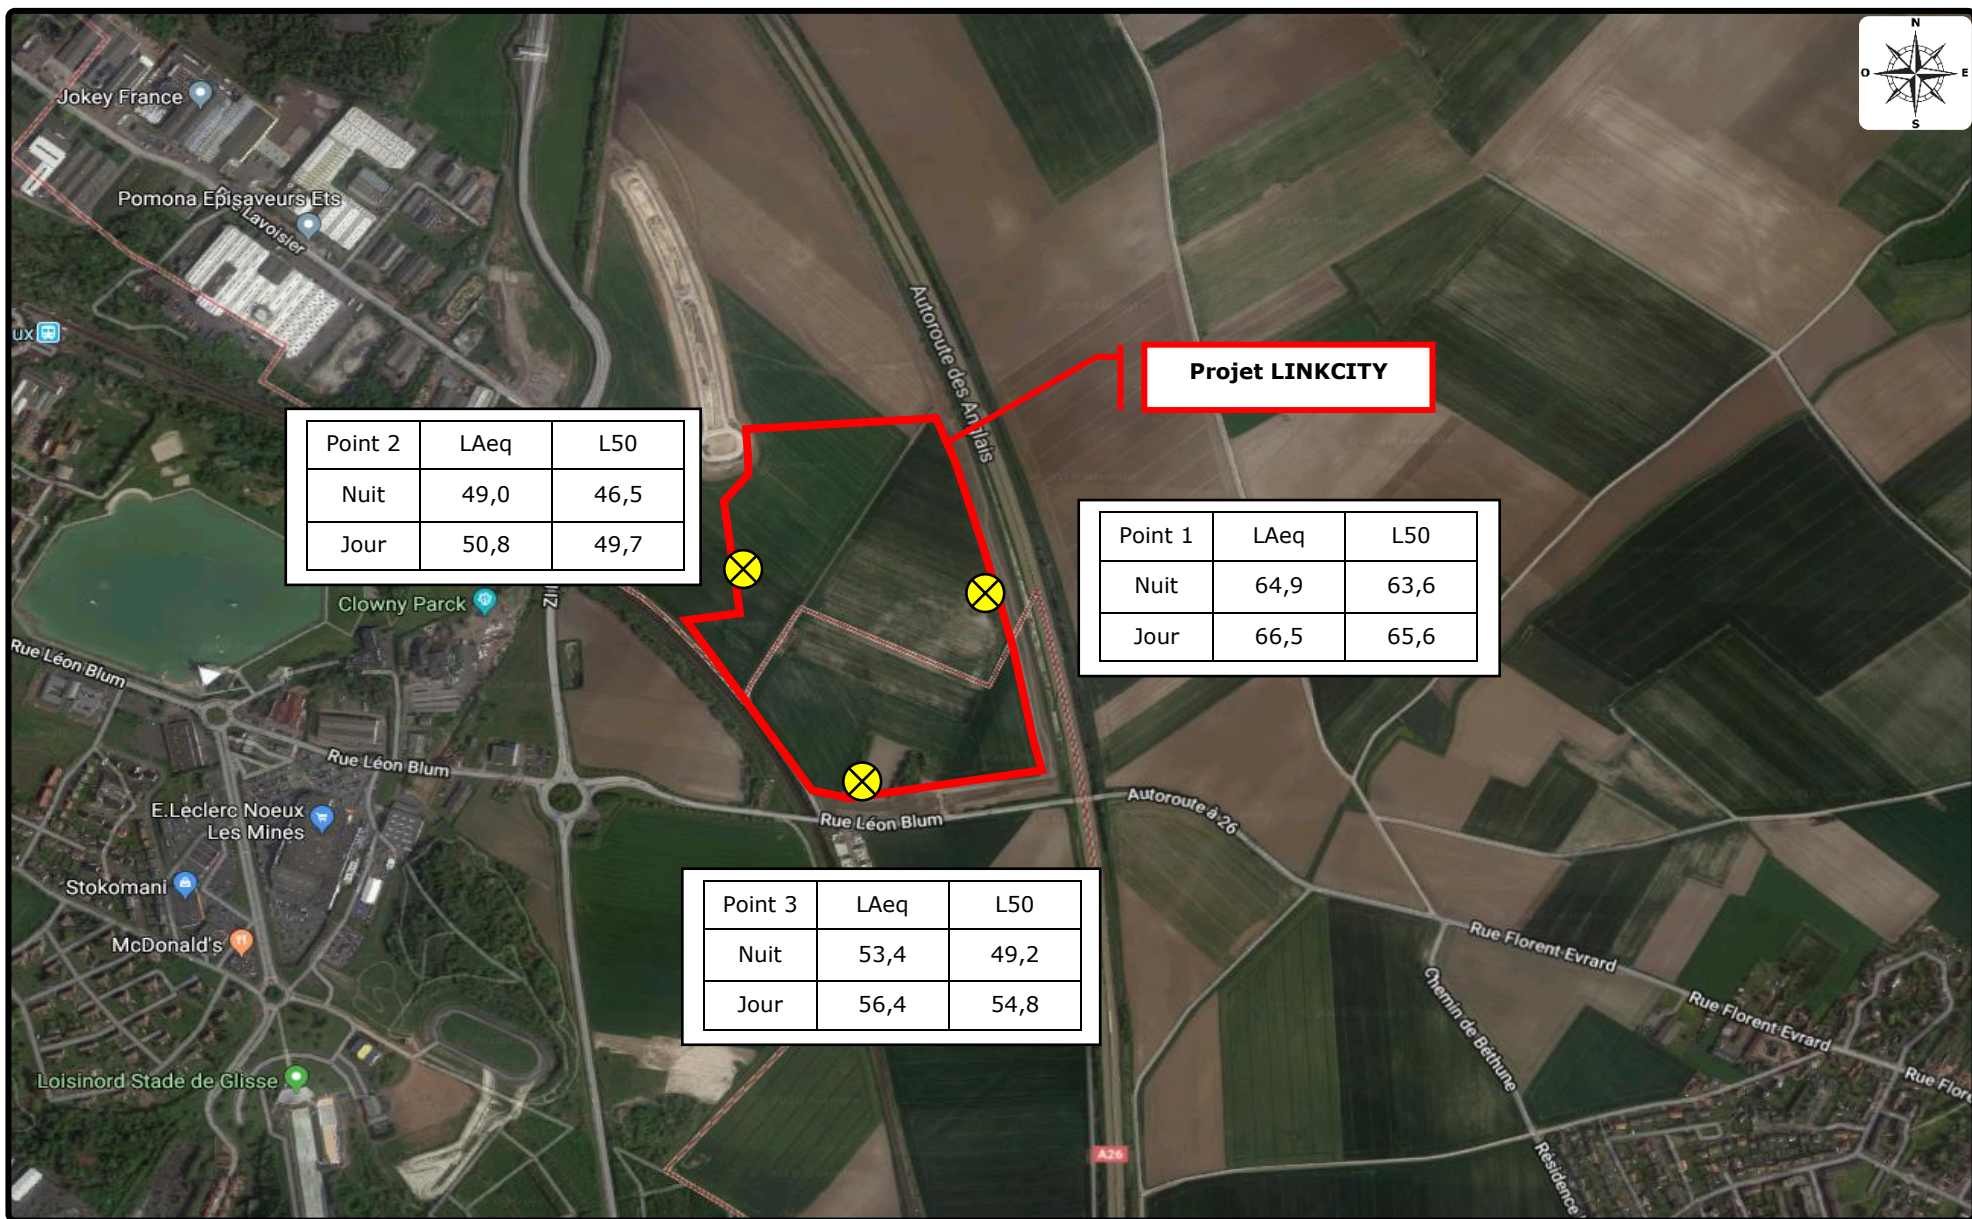 N
O E
S
Jokey France
Pomona Episaveurs Ets
Lavoisier
ux
Autoroute des Anglais
Projet LINKCITY
Point 2 LAeq L50
Nuit 49,0 46,5
Jour 50,8 49,7
Point 1 LAeq L50
Nuit 64,9 63,6
Jour 66,5 65,6
Clowny Parck
Rue Léon Blum
Rue Léon Blum
E.Leclerc Noeux
Les Mines
Rue Léon Blum
Autoroute à 26
Stokomani
McDonald's
Point 3 LAeq L50
Nuit 53,4 49,2
Jour 56,4 54,8
Rue Florent Evrard
Chemin de Béthune
Rue Florent Evrard
Rue Flore
Loisinord Stade de Glisse
A26
Résidence